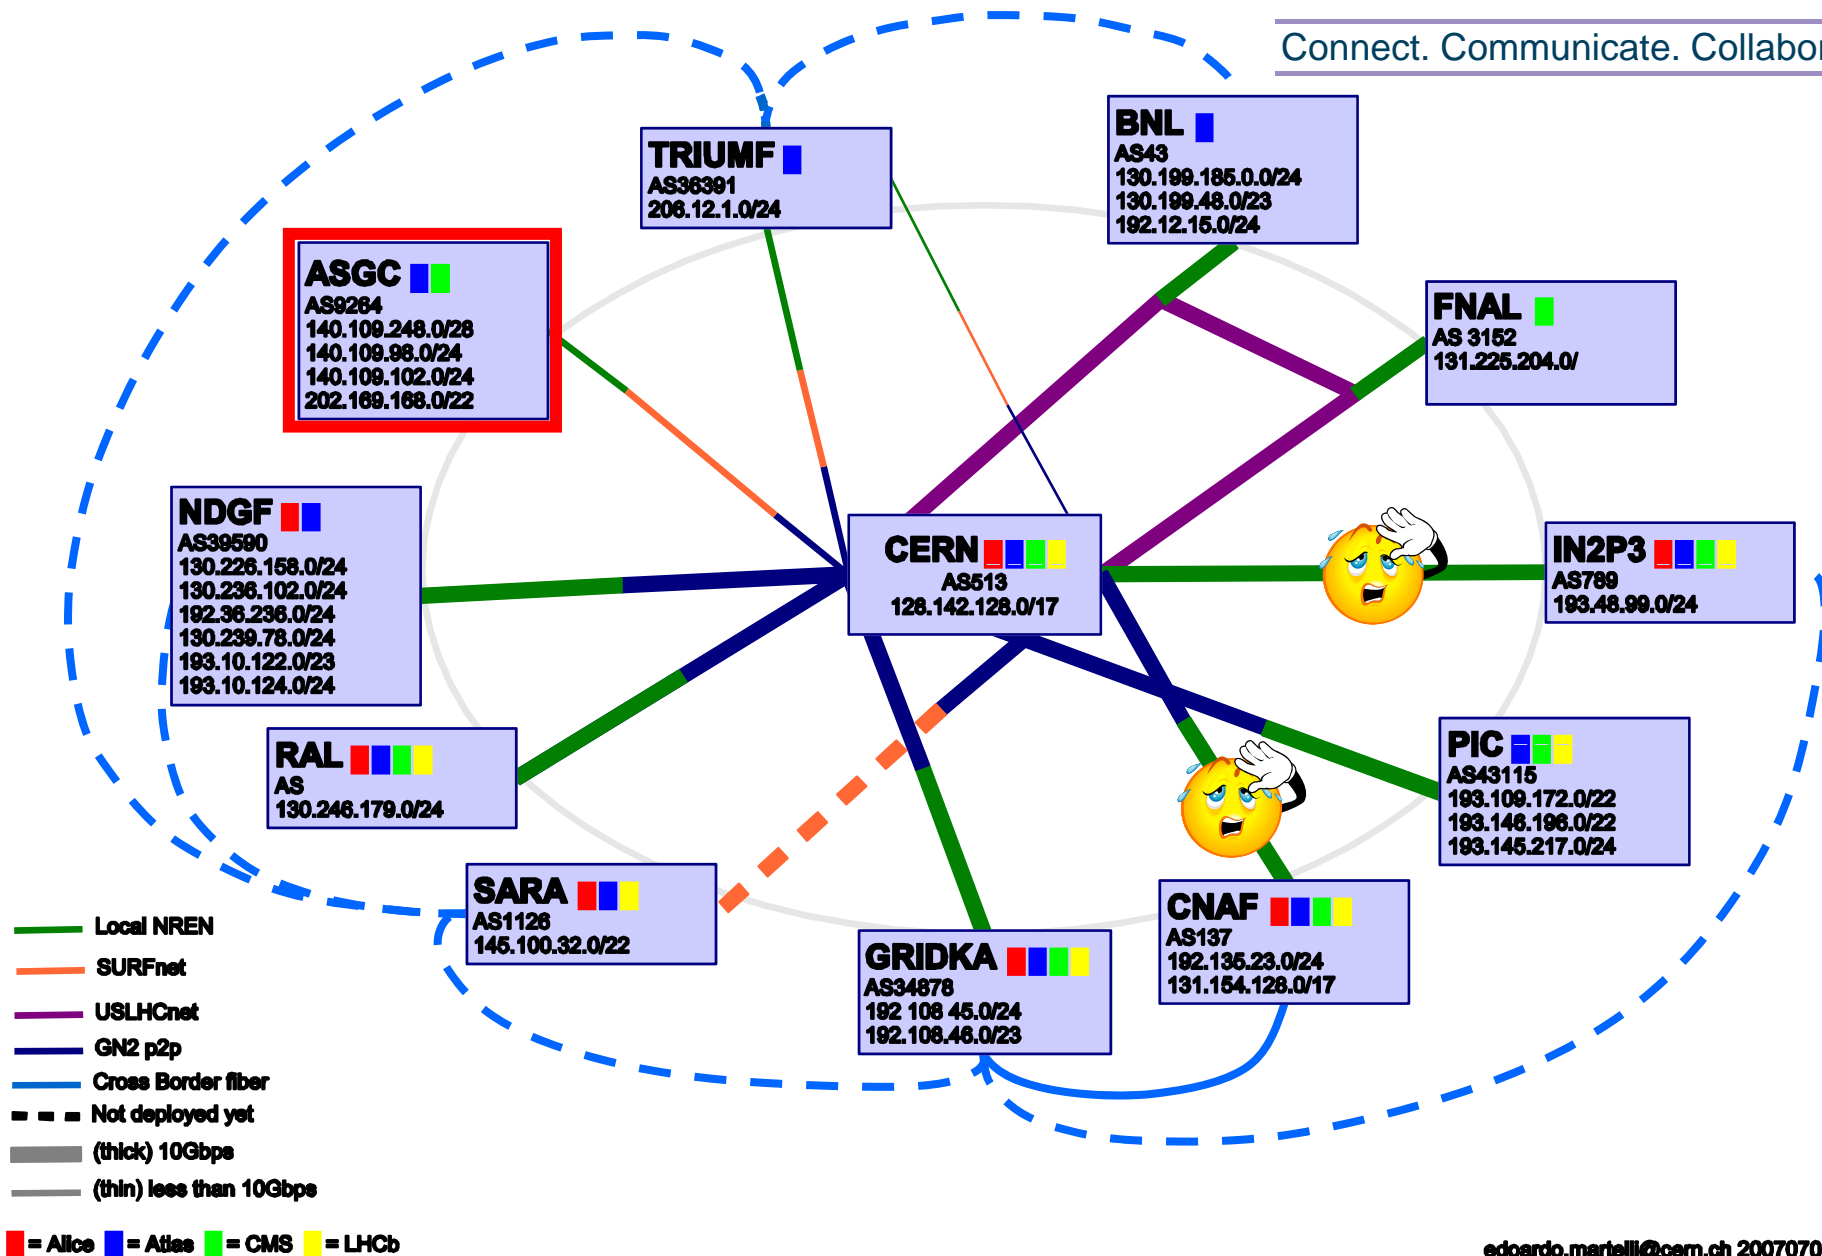 Connect. Communicate. Collabor
TRIUMF
AS36391
206.12.1.0/24
BNL
AS43
130.199.185.0.0/24
130.199.48.0/23
192.12.15.0/24
ASGC
AS9264
140.109.248.0/28
140.109.98.0/24
140.109.102.0/24
202.169.168.0/22
FNAL
AS 3152
131.225.204.0/
NDGF
AS39590
130.226.158.0/24
130.236.102.0/24
192.36.236.0/24
130.239.78.0/24
193.10.122.0/23
193.10.124.0/24
CERN
AS513
128.142.128.0/17
IN2P3
AS789
193.48.99.0/24
RAL
AS
130.246.179.0/24
PIC
AS43115
193.109.172.0/22
193.146.196.0/22
193.145.217.0/24
SARA
AS1126
145.100.32.0/22
GRIDKA
AS34878
192 108 45.0/24
192.108.46.0/23
CNAF
AS137
192.135.23.0/24
131.154.128.0/17
Local NREN
SURFnet
USLHCnet
GN2 p2p
Cross Border fiber
Not deployed yet
(thick) 10Gbps
(thin) less than 10Gbps
= Alice = Atlas = CMS = LHCb
edoardo.martelli@cern.ch 2007070